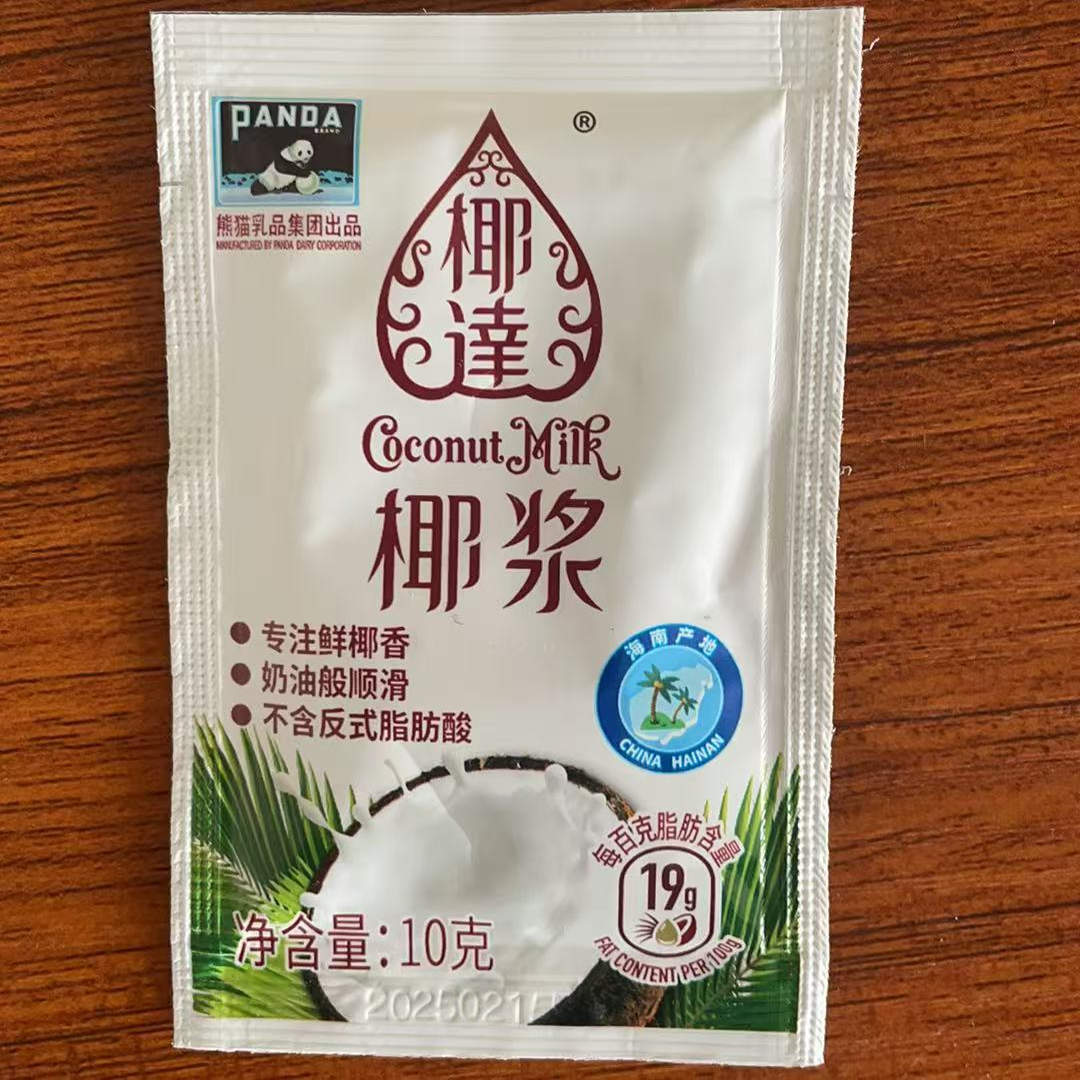 PANDA
BRAND
熊猫乳品集团出品
MANUFACTURED BY PANDA DAIRY CORPORATION
®
椰
達
Coconut Milk
椰浆
专注鲜椰香
奶油般顺滑
不含反式脂肪酸
海南产地
CHINA HAINAN
每百克脂肪含量
19g
FAT CONTENT PER 100g
净含量:10克
20250215